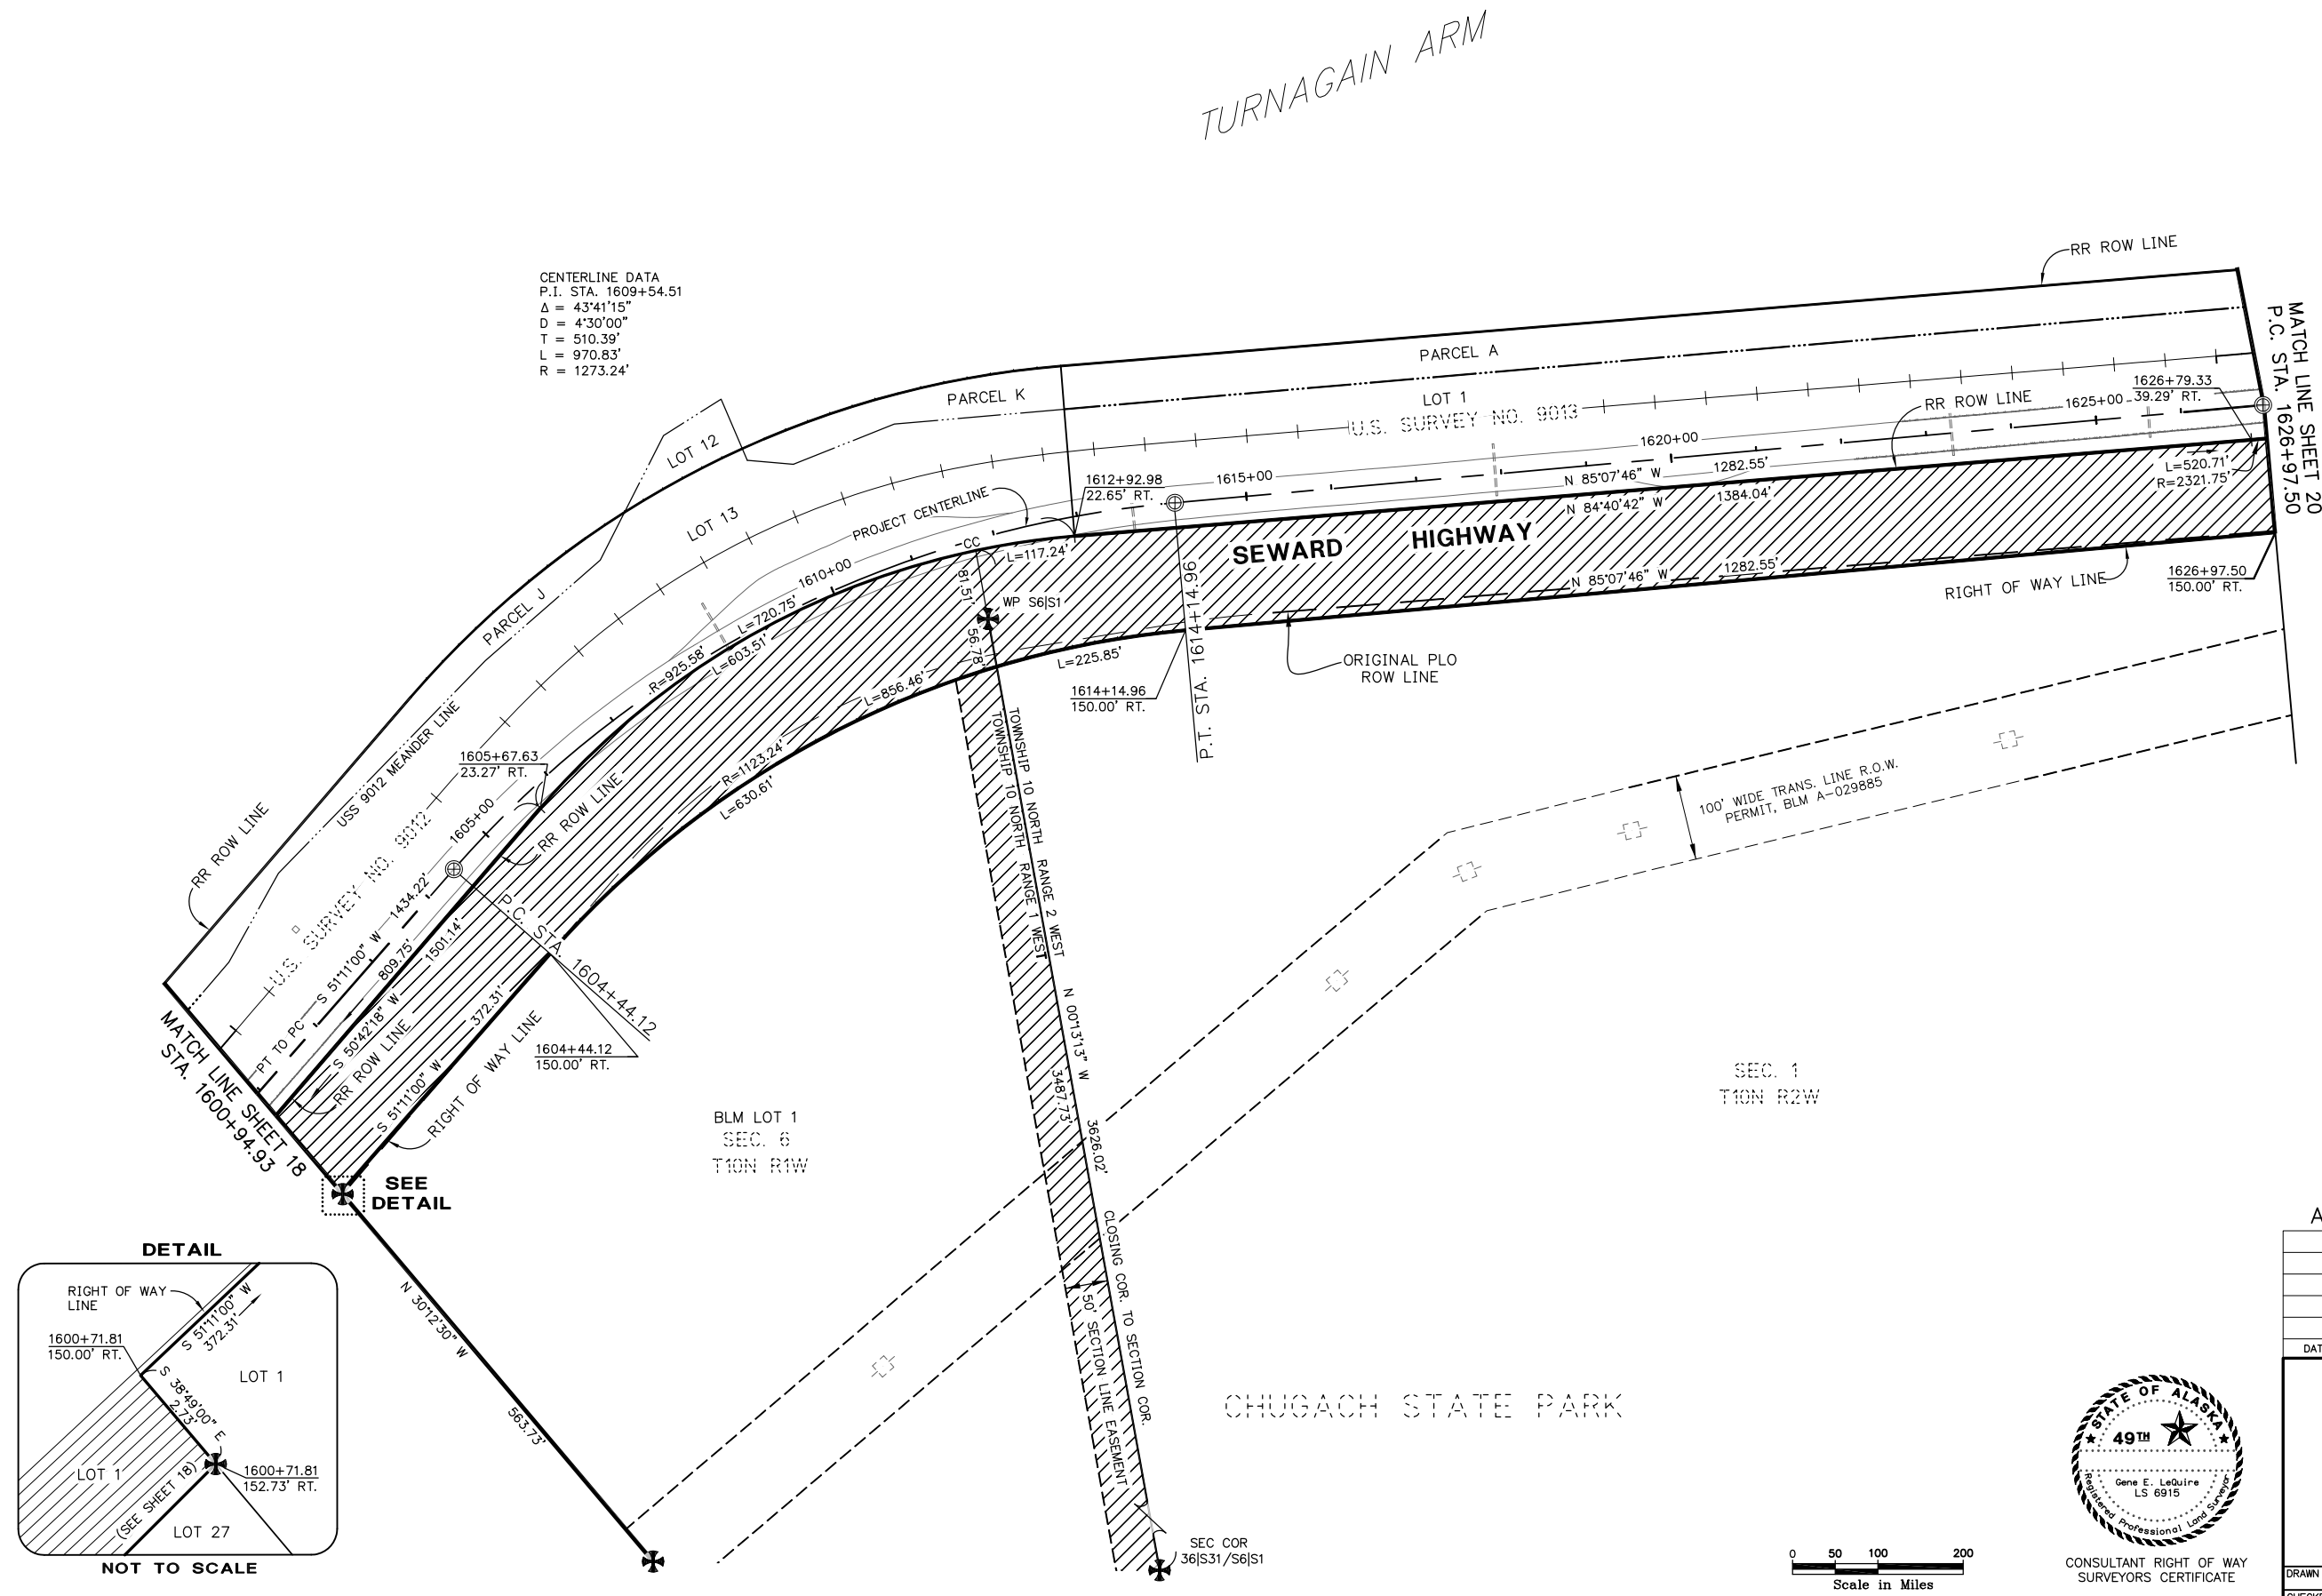 TURNAGAIN ARM
CENTERLINE DATA
P.I. STA. 1609+54.51
Δ = 43°41'15"
D = 4°30'00"
T = 510.39'
L = 970.83'
R = 1273.24'
RR ROW LINE
MATCH LINE SHEET 20
P.C. STA. 1626+97.50
PARCEL A
PARCEL K
LOT 1
U.S. SURVEY NO. 9013
RR ROW LINE
1625+00
1626+79.33
39.29' RT.
LOT 12
LOT 13
PARCEL J
1620+00
1615+00
1612+92.98
22.65' RT.
PROJECT CENTERLINE
N 85°07'46" W
1282.55'
N 84°40'42" W
1384.04'
L=520.71'
R=2321.75'
CC
L=117.24'
SEWARD HIGHWAY
1610+00
81.51'
WP S6|S1
56.78'
N 85°07'46" W
1282.55'
RIGHT OF WAY LINE
1626+97.50
150.00' RT.
L=720.75'
L=603.51'
R=925.58'
L=856.46'
L=225.85'
ORIGINAL PLO
ROW LINE
1614+14.96
150.00' RT.
P.T. STA. 1614+14.96
R=1123.24'
L=630.61'
USS 9012 MEANDER LINE
1605+67.63
23.27' RT.
1605+00
RR ROW LINE
RR ROW LINE
U.S. SURVEY NO. 9012
1434.22'
S 51°11'00" W
PT TO PC
809.75'
1501.14'
S 50°42'18" W
RR ROW LINE
P.C. STA. 1604+44.12
372.31'
S 51°11'00" W
RIGHT OF WAY LINE
1604+44.12
150.00' RT.
MATCH LINE SHEET 18
STA. 1600+94.93
TOWNSHIP 10 NORTH RANGE 2 WEST
TOWNSHIP 10 NORTH RANGE 1 WEST
N 00°13'13" W
3487.73'
3626.02'
CLOSING COR. TO SECTION COR.
50' SECTION LINE EASEMENT
100' WIDE TRANS. LINE R.O.W.
PERMIT, BLM A-029885
SEC. 1
T10N R2W
BLM LOT 1
SEC. 6
T10N R1W
SEE
DETAIL
N 30°12'30" W
563.73'
DETAIL
RIGHT OF WAY
LINE
S 51°11'00" W
372.31'
1600+71.81
150.00' RT.
S 38°49'00" E
2.73'
LOT 1
LOT 1
1600+71.81
152.73' RT.
(SEE SHEET 18)
LOT 27
NOT TO SCALE
CHUGACH STATE PARK
SEC COR
36|S31/S6|S1
0 50 100 200
Scale in Miles
STATE OF ALASKA
49TH
Gene E. LeQuire
LS 6915
Registered Professional Land Surveyor
CONSULTANT RIGHT OF WAY
SURVEYORS CERTIFICATE
A
DAT
DRAWN